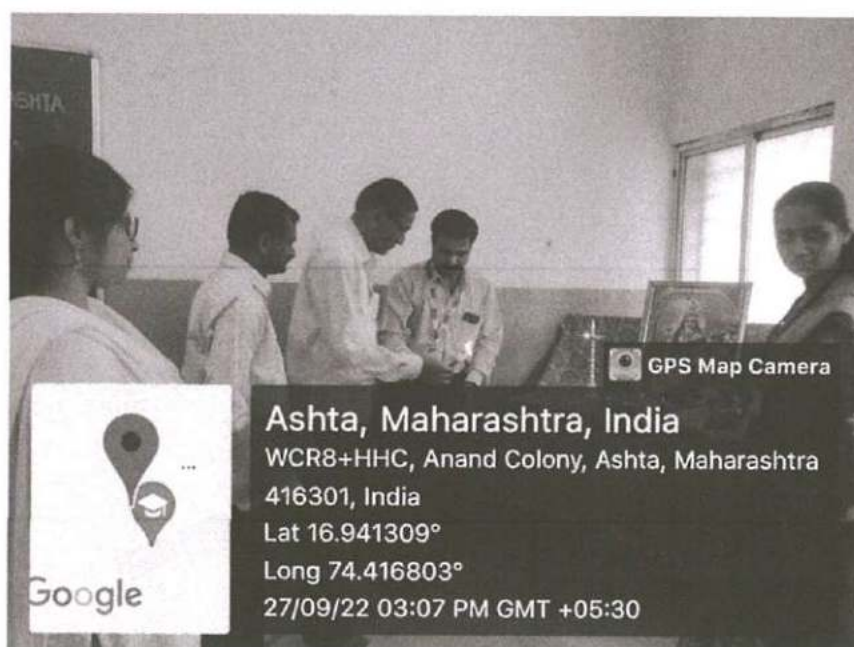 ASHTA
GPS Map Camera
Ashta, Maharashtra, India
WCR8+HHC, Anand Colony, Ashta, Maharashtra
416301, India
Lat 16.941309°
Long 74.416803°
27/09/22 03:07 PM GMT +05:30
...
Google